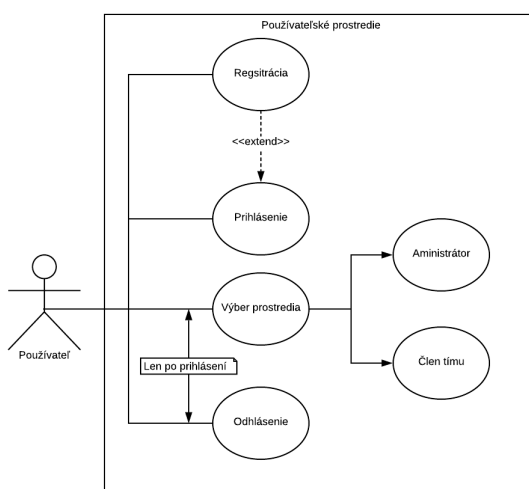 Používateľské prostredie
Regsitrácia
<<extend>>
Prihlásenie
Aministrátor
Výber prostredia
Používateľ
Len po prihlásení
Člen tímu
Odhlásenie